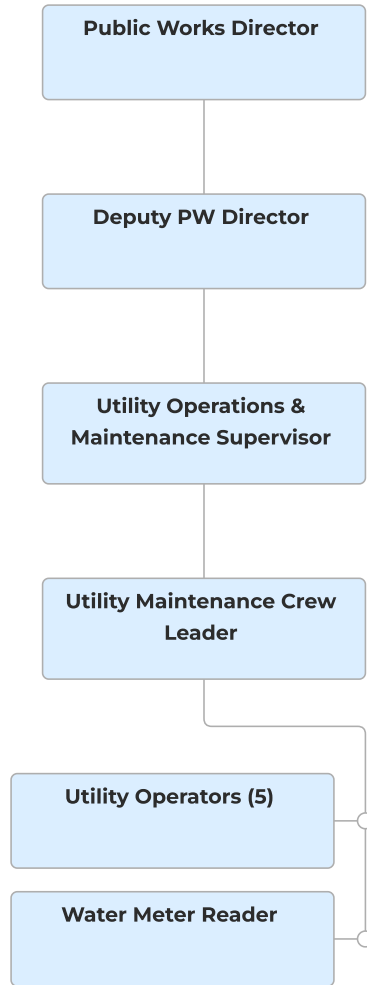 Public Works Director
Deputy PW Director
Utility Operations &
Maintenance Supervisor
Utility Maintenance Crew
Leader
Utility Operators (5)
Water Meter Reader